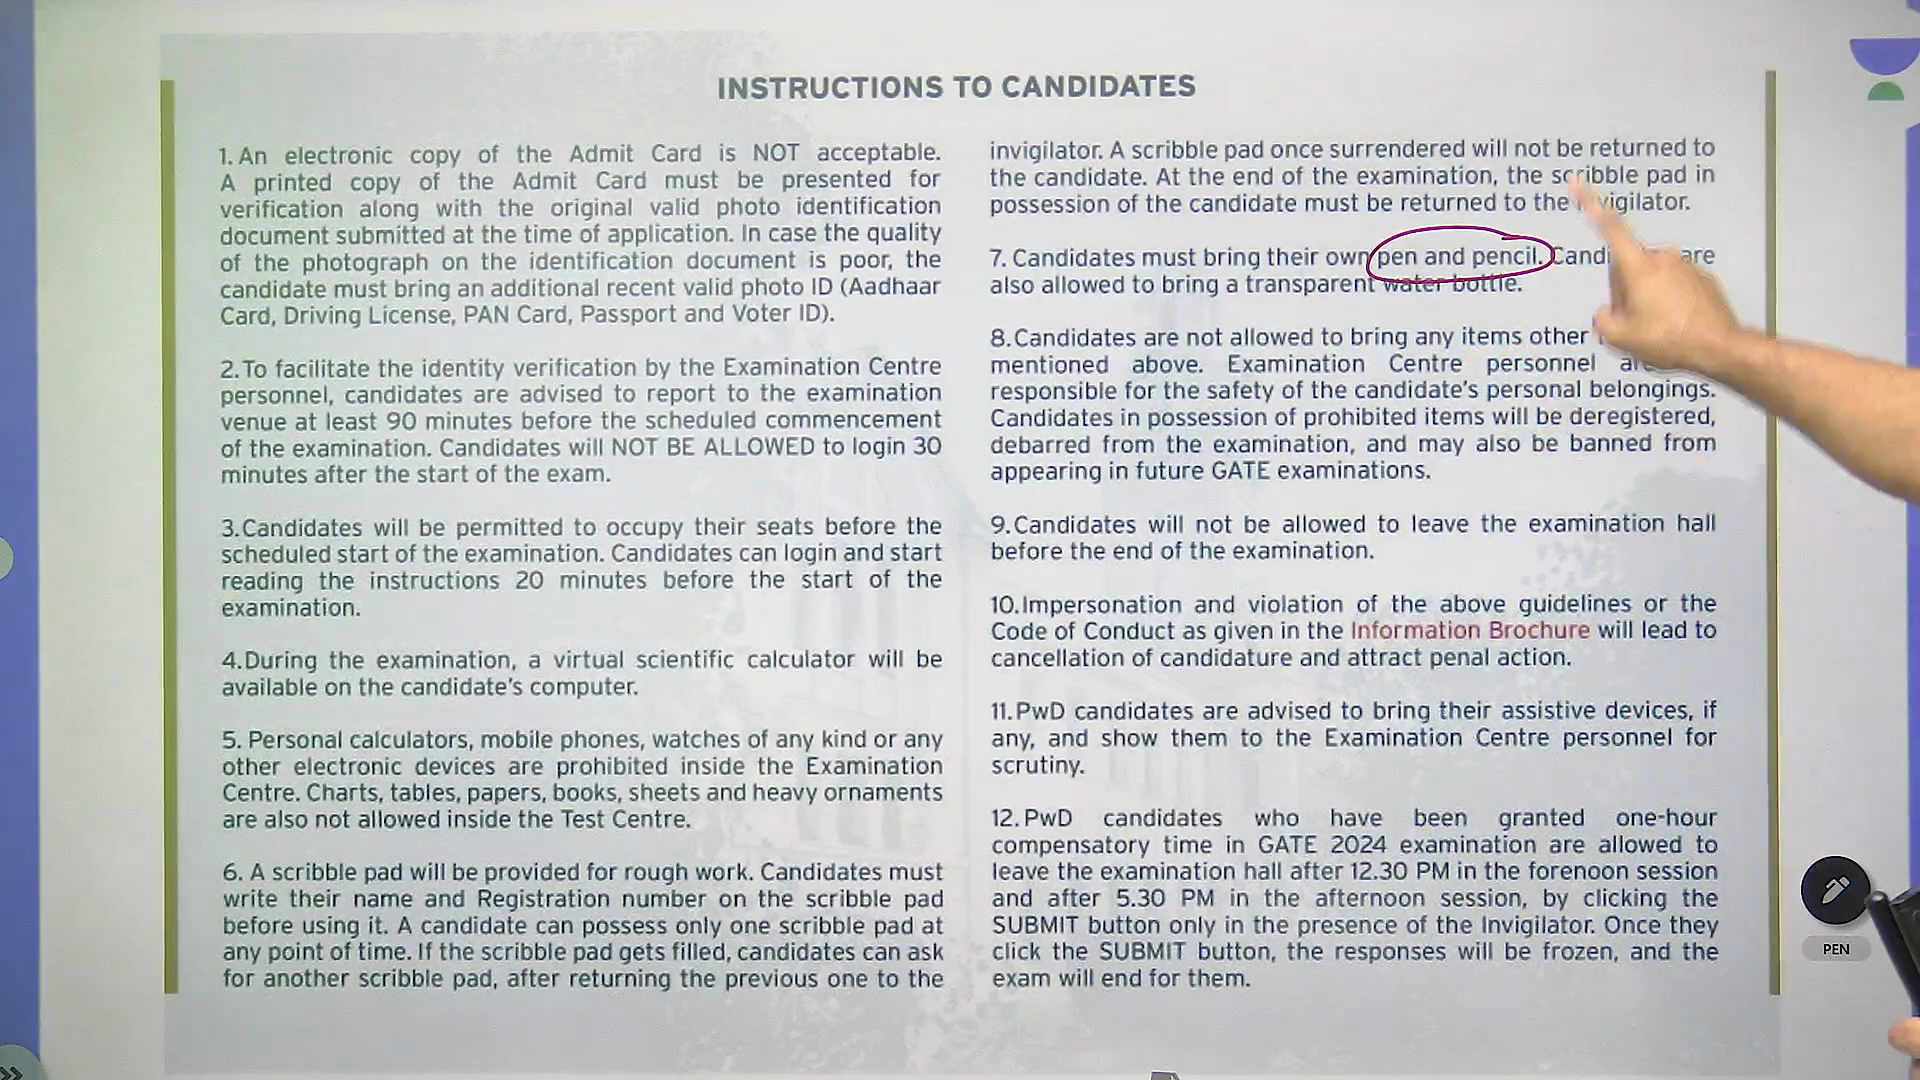 INSTRUCTIONS TO CANDIDATES
1. An electronic copy of the Admit Card is NOT acceptable.
A printed copy of the Admit Card must be presented for
verification along with the original valid photo identification
document submitted at the time of application. In case the quality
of the photograph on the identification document is poor, the
candidate must bring an additional recent valid photo ID (Aadhaar
Card, Driving License, PAN Card, Passport and Voter ID).
2. To facilitate the identity verification by the Examination Centre
personnel, candidates are advised to report to the examination
venue at least 90 minutes before the scheduled commencement
of the examination. Candidates will NOT BE ALLOWED to login 30
minutes after the start of the exam.
3.Candidates will be permitted to occupy their seats before the
scheduled start of the examination. Candidates can login and start
reading the instructions 20 minutes before the start of the
examination.
4.During the examination, a virtual scientific calculator will be
available on the candidate's computer.
5. Personal calculators, mobile phones, watches of any kind or any
other electronic devices are prohibited inside the Examination
Centre. Charts, tables, papers, books, sheets and heavy ornaments
are also not allowed inside the Test Centre.
6. A scribble pad will be provided for rough work. Candidates must
write their name and Registration number on the scribble pad
before using it. A candidate can possess only one scribble pad at
any point of time. If the scribble pad gets filled, candidates can ask
for another scribble pad, after returning the previous one to the
invigilator. A scribble pad once surrendered will not be returned to
the candidate. At the end of the examination, the scribble pad in
possession of the candidate must be returned to the invigilator.
7. Candidates must bring their own pen and pencil. are
also allowed to bring a transparent water bottle.
8.Candidates are not allowed to bring any items other
mentioned above. Examination Centre personnel
responsible for the safety of the candidate's personal belongings.
Candidates in possession of prohibited items will be deregistered,
debarred from the examination, and may also be banned from
appearing in future GATE examinations.
9.Candidates will not be allowed to leave the examination hall
before the end of the examination.
10.Impersonation and violation of the above guidelines or the
Code of Conduct as given in the Information Brochure will lead to
cancellation of candidature and attract penal action.
11. PwD candidates are advised to bring their assistive devices, if
any, and show them to the Examination Centre personnel for
scrutiny.
12. PwD candidates who have been granted one-hour
compensatory time in GATE 2024 examination are allowed to
leave the examination hall after 12.30 PM in the forenoon session
and after 5.30 PM in the afternoon session, by clicking the
SUBMIT button only in the presence of the Invigilator. Once they
click the SUBMIT button, the responses will be frozen, and the
exam will end for them.
PEN